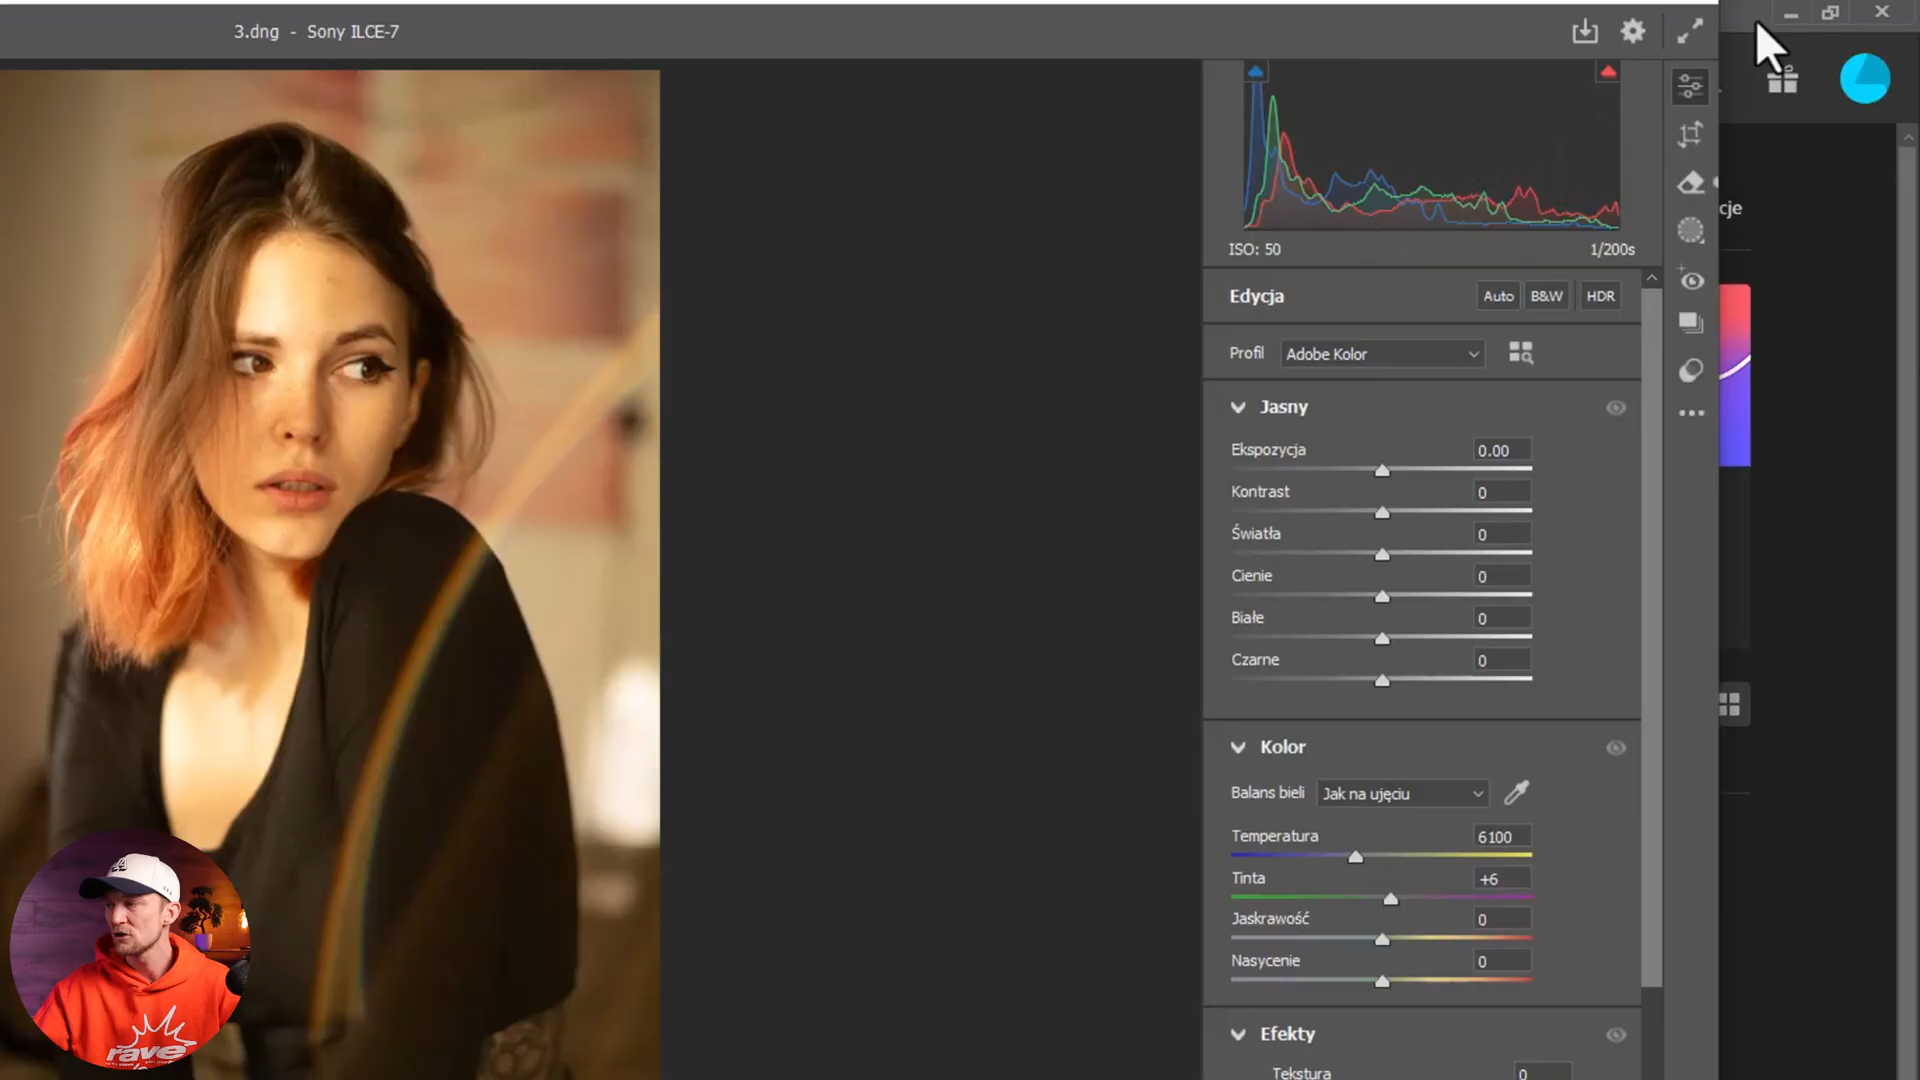 3.dng - Sony ILCE-7
ISO: 50
1/200s
cje
Edycja
Auto
B&W
HDR
Profil
Adobe Kolor
Jasny
Ekspozycja
0.00
Kontrast
0
Światła
0
Cienie
0
Białe
0
Czarne
0
Kolor
Balans bieli
Jak na ujęciu
Temperatura
6100
Tinta
+6
Jaskrawość
0
Nasycenie
0
Efekty
Tekstura
0
rave